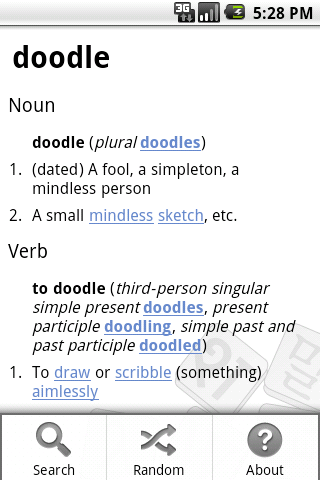 3G 5:28 PM
doodle
Noun
doodle (plural doodles)
1. (dated) A fool, a simpleton, a
mindless person
2. A small mindless sketch, etc.
Verb
to doodle (third-person singular
simple present doodles, present
participle doodling, simple past and
past participle doodled)
1. To draw or scribble (something)
aimlessly
Search Random About